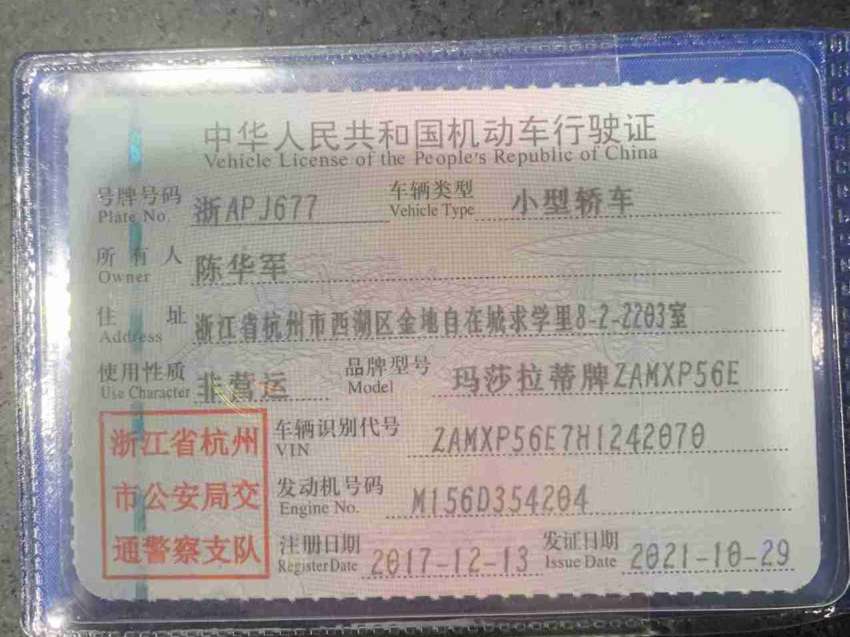 中华人民共和国机动车行驶证
Vehicle License of the People's Republic of China
号牌号码 浙APJ677 车辆类型 小型轿车
Plate No. Vehicle Type
所有人 陈华军
Owner
住址 浙江省杭州市西湖区金地自在城求学里8-2-2203室
Address
使用性质 非营运 品牌型号 玛莎拉蒂牌ZAMXP56E
Use Character Model
浙江省杭州 车辆识别代号 ZAMXP56E7H1242070
VIN
市公安局交 发动机号码 M156D354204
Engine No.
通警察支队 注册日期 2017-12-13 发证日期 2021-10-29
Register Date Issue Date